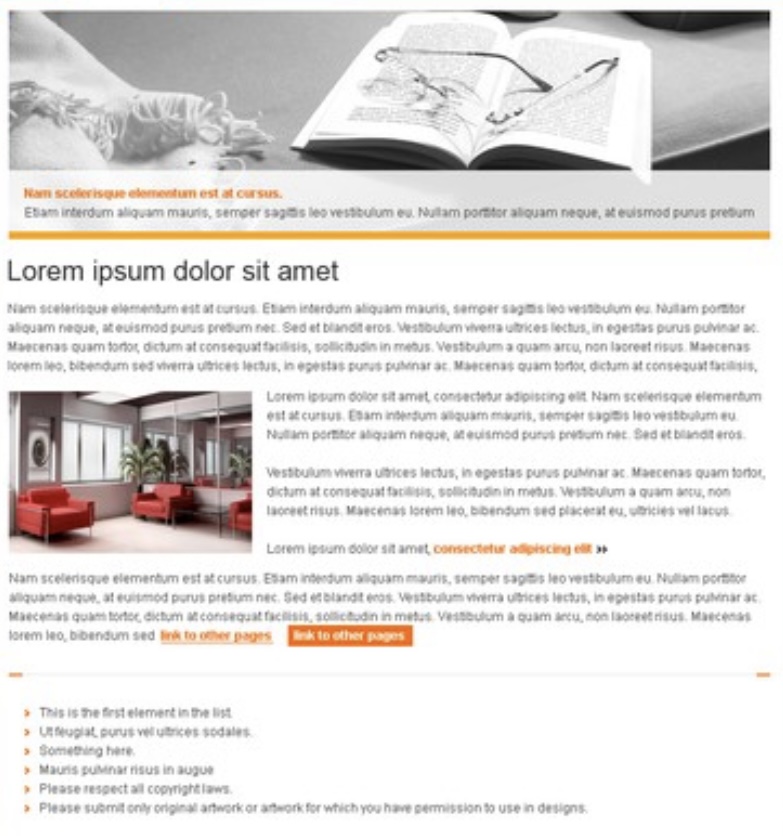 Nam scelerisque elementum est at cursus.
Etiam interdum aliquam mauris, semper sagittis leo vestibulum eu. Nullam porttitor aliquam neque, at euismod purus pretium
Lorem ipsum dolor sit amet
Nam scelerisque elementum est at cursus. Etiam interdum aliquam mauris, semper sagittis leo vestibulum eu. Nullam porttitor
aliquam neque, at euismod purus pretium nec. Sed et blandit eros. Vestibulum viverra ultrices lectus, in egestas purus pulvinar ac.
Maecenas quam tortor, dictum at consequat facilisis, sollicitudin in metus. Vestibulum a quam arcu, non laoreet risus. Maecenas
lorem leo, bibendum sed viverra ultrices lectus, in egestas purus pulvinar ac. Maecenas quam tortor, dictum at consequat facilisis,
Lorem ipsum dolor sit amet, consectetur adipiscing elit. Nam scelerisque elementum
est at cursus. Etiam interdum aliquam mauris, semper sagittis leo vestibulum eu.
Nullam porttitor aliquam neque, at euismod purus pretium nec. Sed et blandit eros.
Vestibulum viverra ultrices lectus, in egestas purus pulvinar ac. Maecenas quam tortor,
dictum at consequat facilisis, sollicitudin in metus. Vestibulum a quam arcu, non
laoreet risus. Maecenas lorem leo, bibendum sed placerat eu, ultricies vel lacus.
Lorem ipsum dolor sit amet, consectetur adipiscing elit »
Nam scelerisque elementum est at cursus. Etiam interdum aliquam mauris, semper sagittis leo vestibulum eu. Nullam porttitor
aliquam neque, at euismod purus pretium nec. Sed et blandit eros. Vestibulum viverra ultrices lectus, in egestas purus pulvinar ac.
Maecenas quam tortor, dictum at consequat facilisis, sollicitudin in metus. Vestibulum a quam arcu, non laoreet risus. Maecenas
lorem leo, bibendum sed link to other pages link to other pages
This is the first element in the list.
Ut feugiat, purus vel ultrices sodales.
Something here.
Mauris pulvinar risus in augue
Please respect all copyright laws.
Please submit only original artwork or artwork for which you have permission to use in designs.